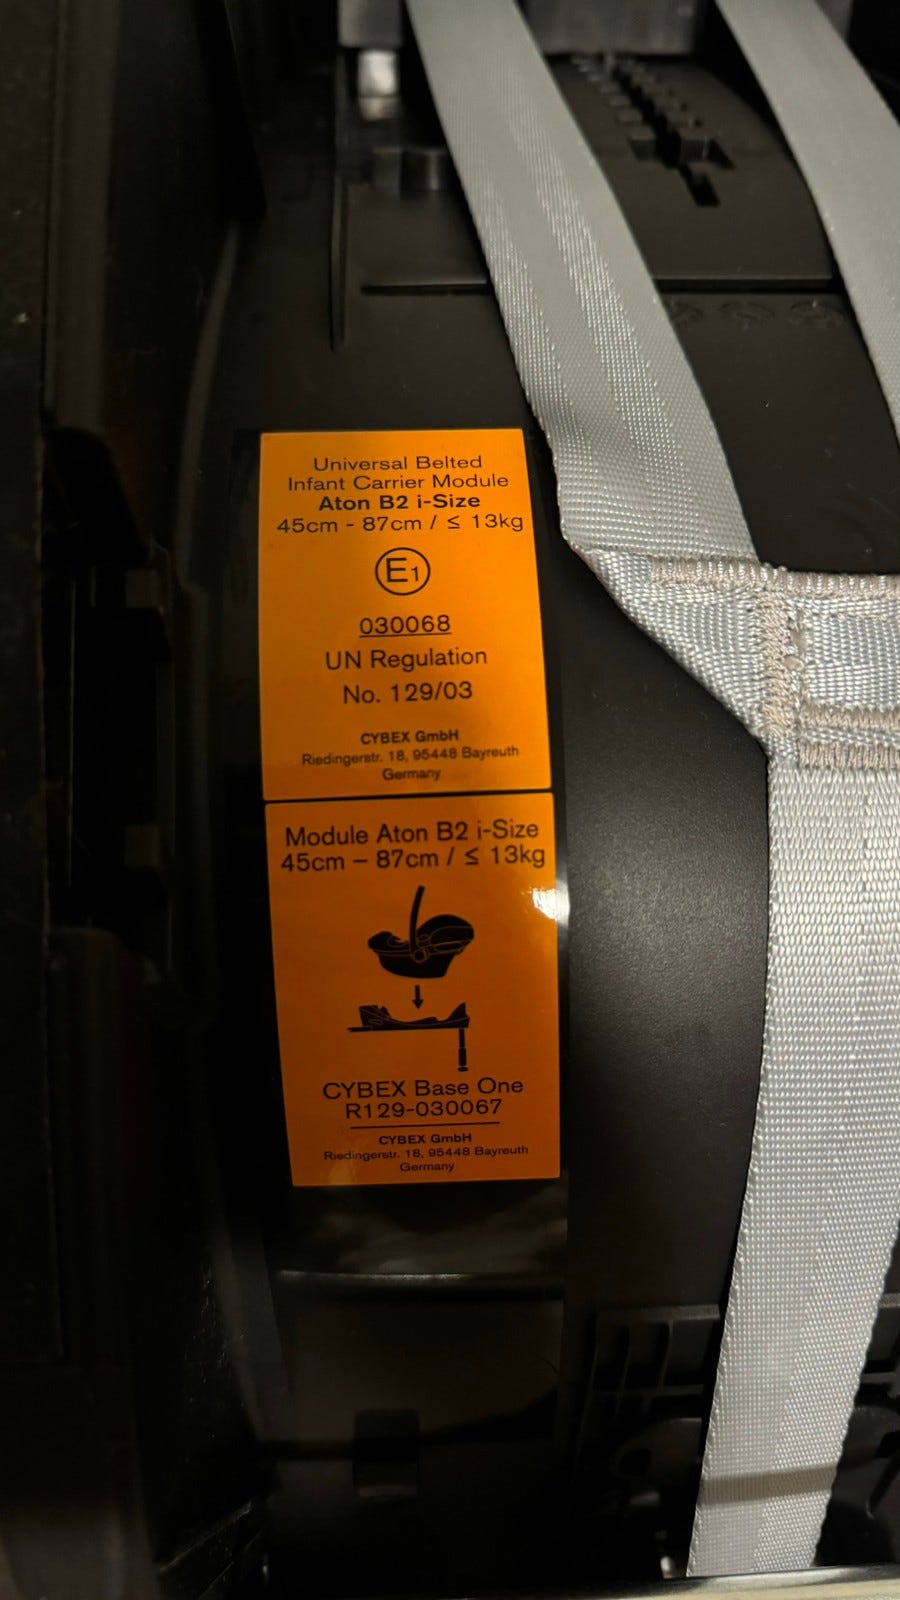 Universal Belted
Infant Carrier Module
Aton B2 i-Size
45cm - 87cm / ≤ 13kg
E1
030068
UN Regulation
No. 129/03
CYBEX GmbH
Riedingerstr. 18, 95448 Bayreuth
Germany
Module Aton B2 i-Size
45cm – 87cm / ≤ 13kg
CYBEX Base One
R129-030067
CYBEX GmbH
Riedingerstr. 18, 95448 Bayreuth
Germany